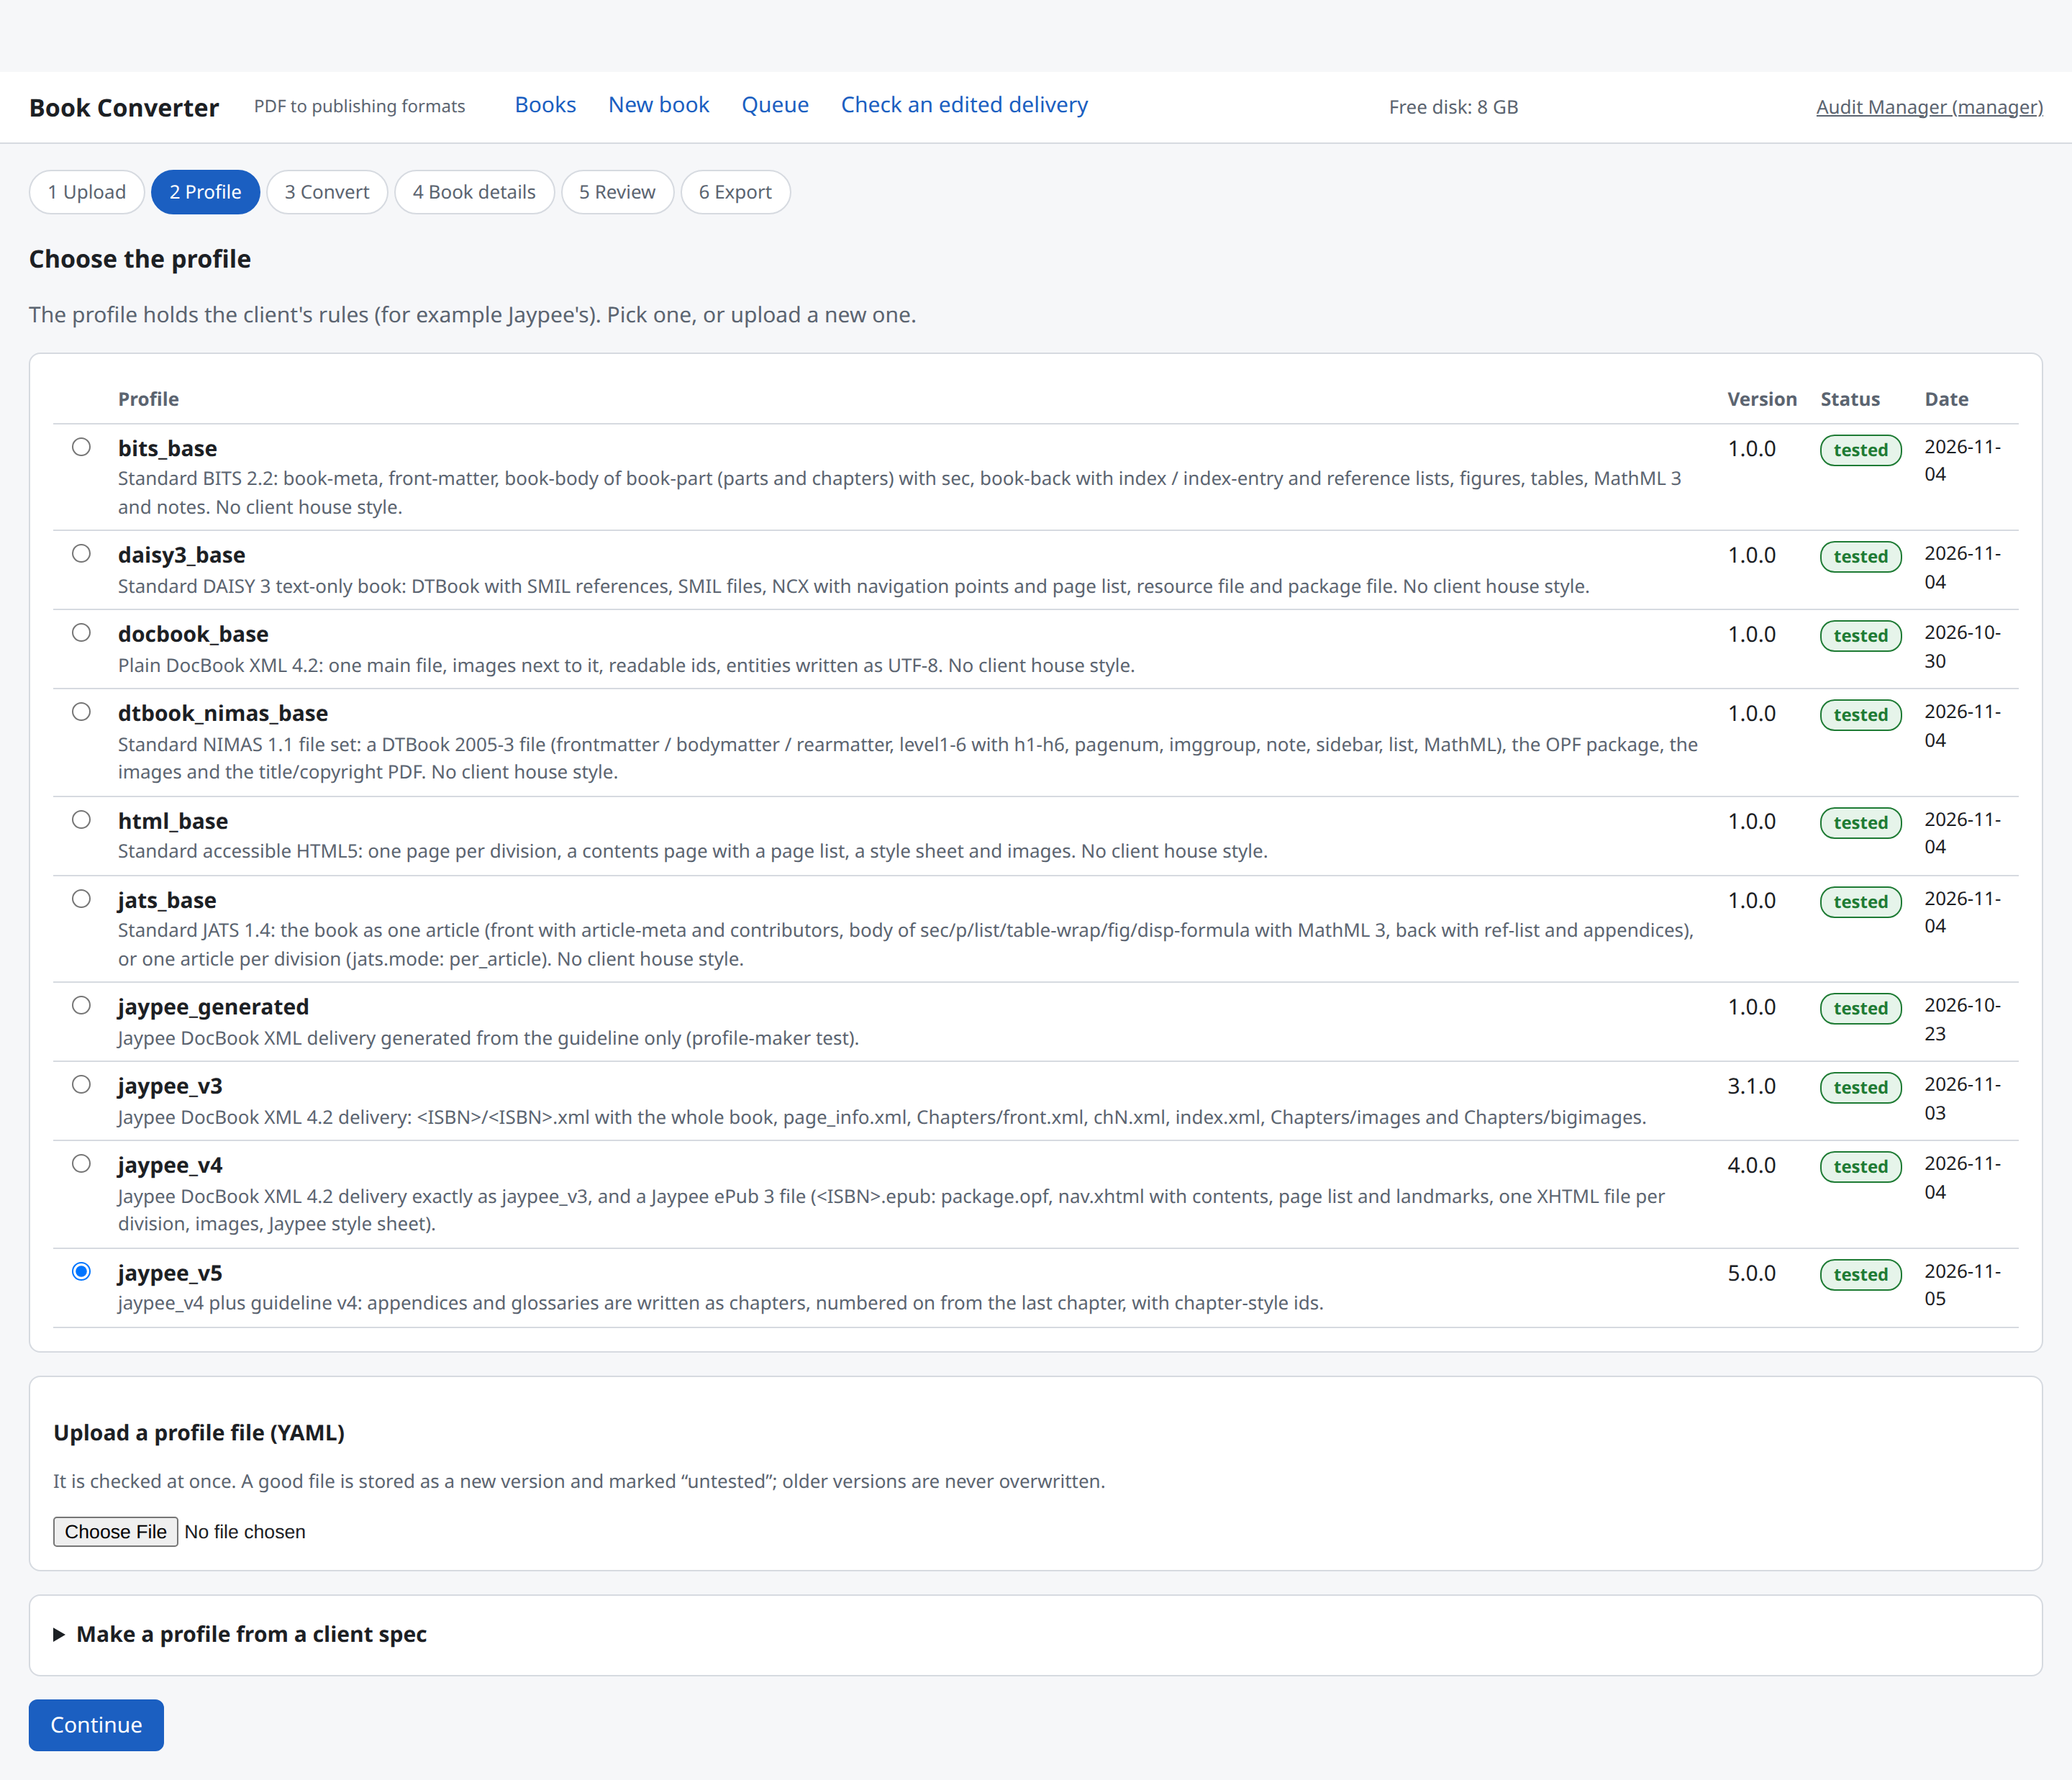 Book Converter PDF to publishing formats Books New book Queue Check an edited delivery Free disk: 8 GB Audit Manager (manager)
1 Upload 2 Profile 3 Convert 4 Book details 5 Review 6 Export
Choose the profile
The profile holds the client's rules (for example Jaypee's). Pick one, or upload a new one.
Profile Version Status Date
bits_base 1.0.0 tested 2026-11-
04
Standard BITS 2.2: book-meta, front-matter, book-body of book-part (parts and chapters) with sec, book-back with index / index-entry and reference lists, figures, tables, MathML 3
and notes. No client house style.
daisy3_base 1.0.0 tested 2026-11-
04
Standard DAISY 3 text-only book: DTBook with SMIL references, SMIL files, NCX with navigation points and page list, resource file and package file. No client house style.
docbook_base 1.0.0 tested 2026-10-
30
Plain DocBook XML 4.2: one main file, images next to it, readable ids, entities written as UTF-8. No client house style.
dtbook_nimas_base 1.0.0 tested 2026-11-
04
Standard NIMAS 1.1 file set: a DTBook 2005-3 file (frontmatter / bodymatter / rearmatter, level1-6 with h1-h6, pagenum, imggroup, note, sidebar, list, MathML), the OPF package, the
images and the title/copyright PDF. No client house style.
html_base 1.0.0 tested 2026-11-
04
Standard accessible HTML5: one page per division, a contents page with a page list, a style sheet and images. No client house style.
jats_base 1.0.0 tested 2026-11-
04
Standard JATS 1.4: the book as one article (front with article-meta and contributors, body of sec/p/list/table-wrap/fig/disp-formula with MathML 3, back with ref-list and appendices),
or one article per division (jats.mode: per_article). No client house style.
jaypee_generated 1.0.0 tested 2026-10-
23
Jaypee DocBook XML delivery generated from the guideline only (profile-maker test).
jaypee_v3 3.1.0 tested 2026-11-
03
Jaypee DocBook XML 4.2 delivery: <ISBN>/<ISBN>.xml with the whole book, page_info.xml, Chapters/front.xml, chN.xml, index.xml, Chapters/images and Chapters/bigimages.
jaypee_v4 4.0.0 tested 2026-11-
04
Jaypee DocBook XML 4.2 delivery exactly as jaypee_v3, and a Jaypee ePub 3 file (<ISBN>.epub: package.opf, nav.xhtml with contents, page list and landmarks, one XHTML file per
division, images, Jaypee style sheet).
jaypee_v5 5.0.0 tested 2026-11-
05
jaypee_v4 plus guideline v4: appendices and glossaries are written as chapters, numbered on from the last chapter, with chapter-style ids.
Upload a profile file (YAML)
It is checked at once. A good file is stored as a new version and marked “untested”; older versions are never overwritten.
Choose File No file chosen
Make a profile from a client spec
Continue